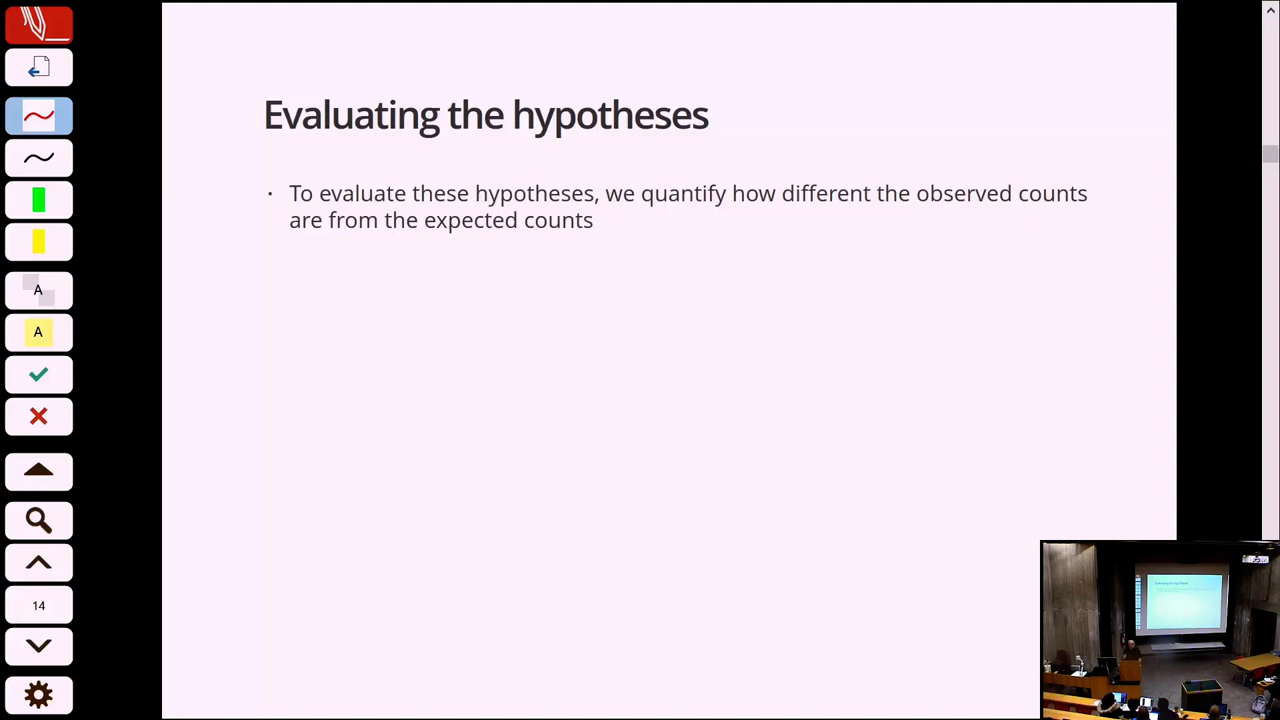 Evaluating the hypotheses
· To evaluate these hypotheses, we quantify how different the observed counts
are from the expected counts
A
A
14